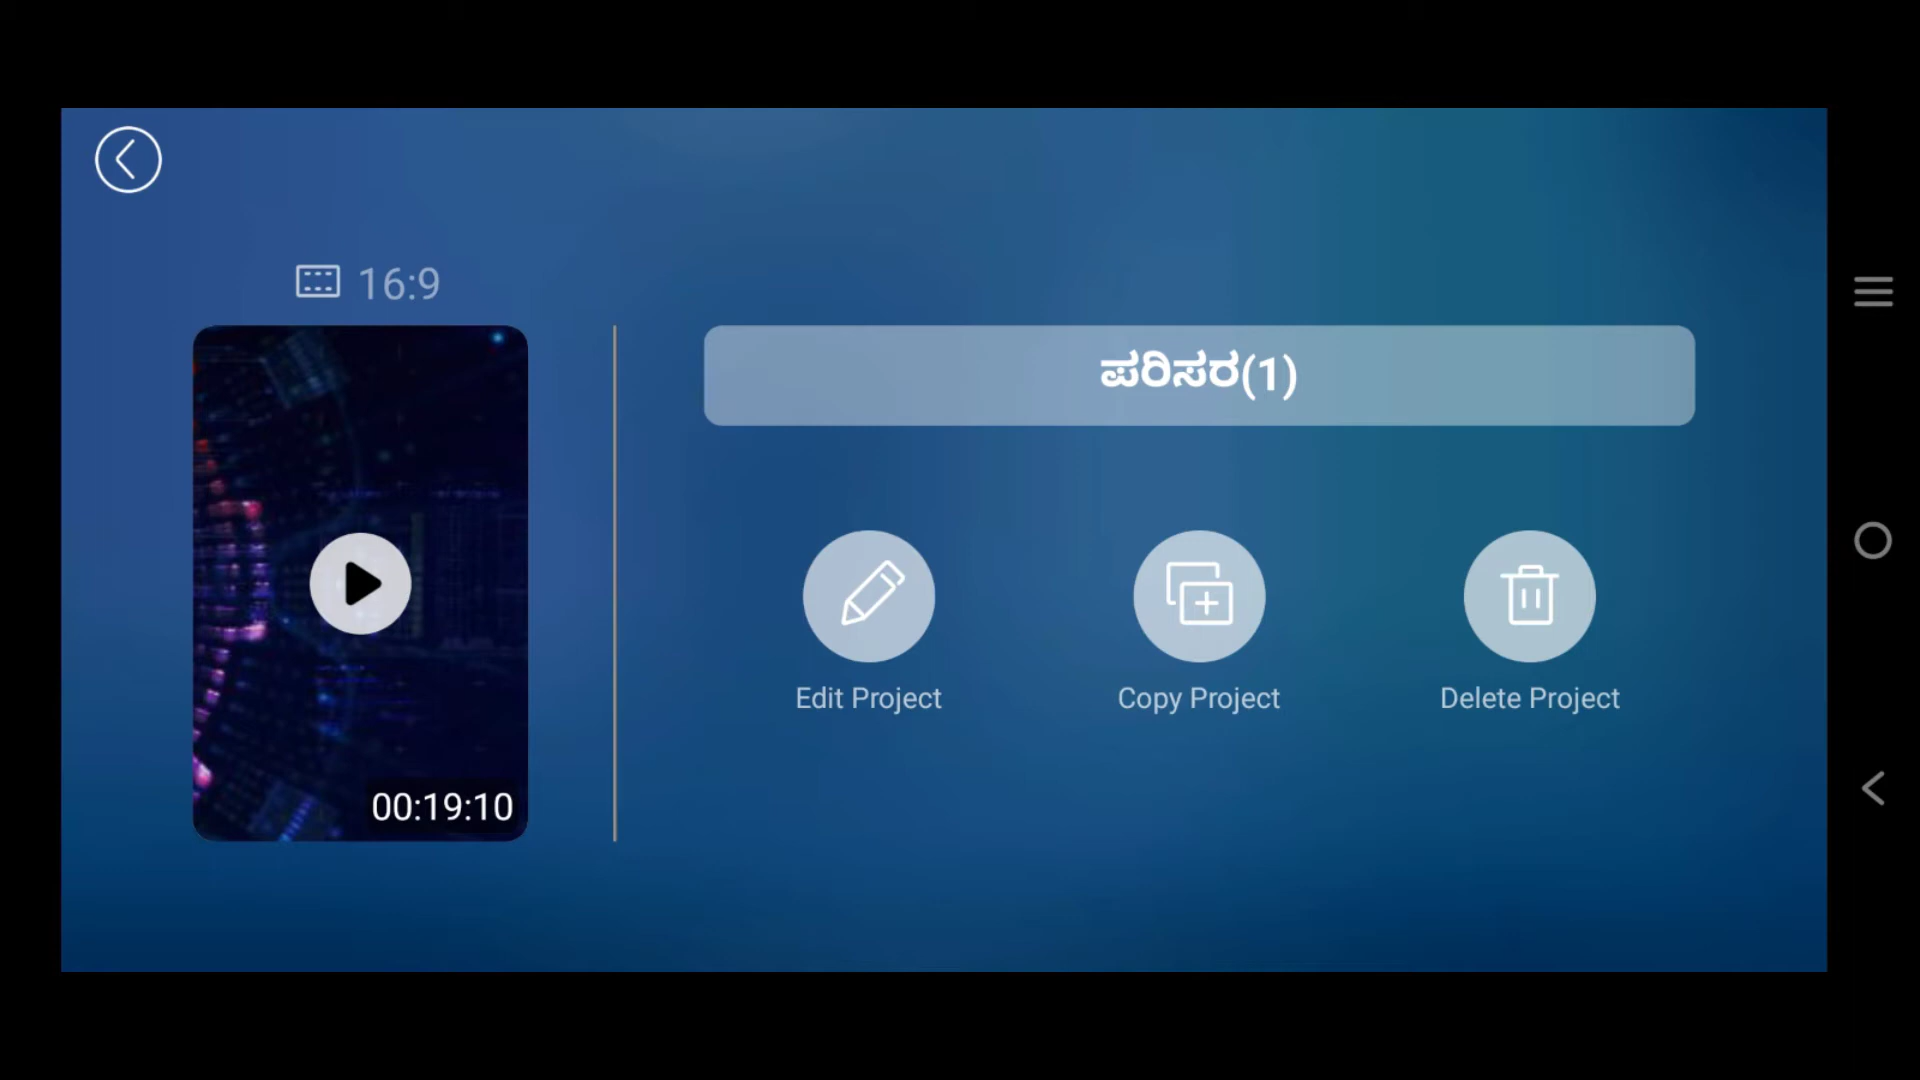 16:9
ಪರಿಸರ(1)
00:19:10
Edit Project
Copy Project
Delete Project